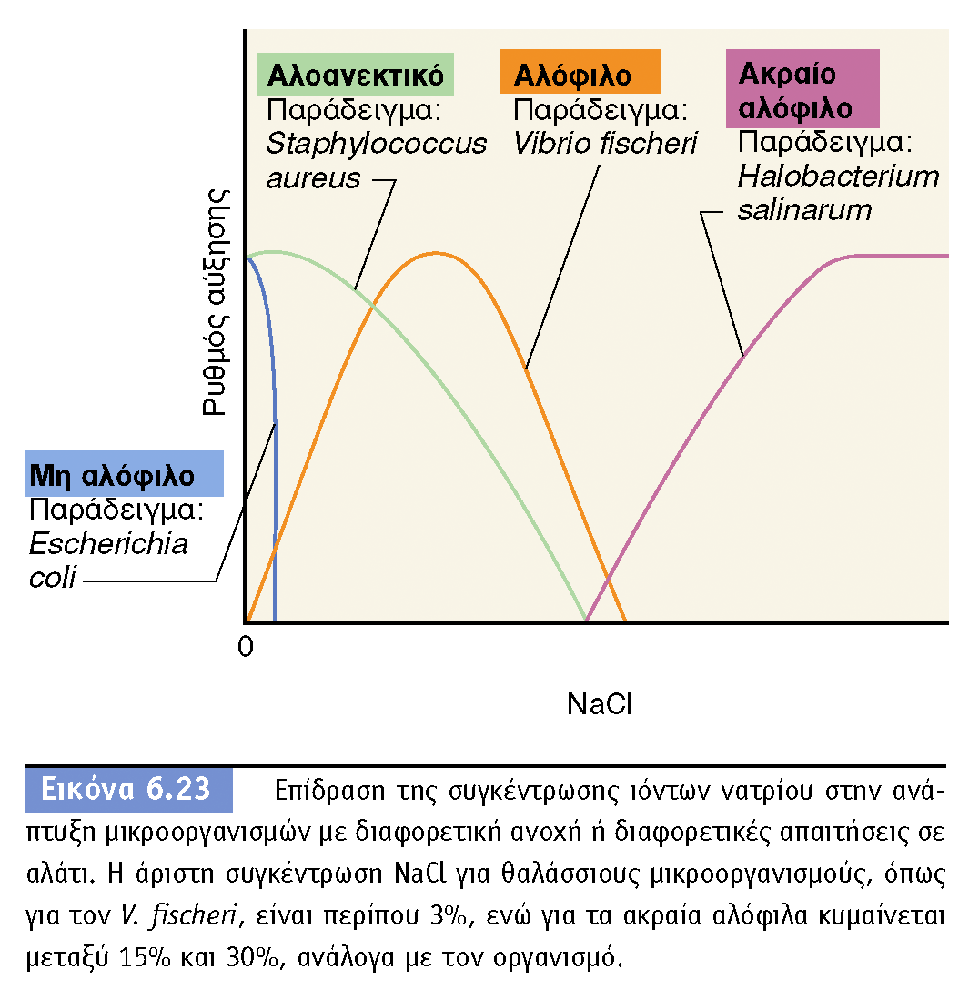 Αλοανεκτικό
Παράδειγμα:
Staphylococcus
aureus
Αλόφιλο
Παράδειγμα:
Vibrio fischeri
Ακραίο
αλόφιλο
Παράδειγμα:
Halobacterium
salinarum
Ρυθμός αύξησης
Μη αλόφιλο
Παράδειγμα:
Escherichia
coli
0
NaCl
Εικόνα 6.23 Επίδραση της συγκέντρωσης ιόντων νατρίου στην ανά-
πτυξη μικροοργανισμών με διαφορετική ανοχή ή διαφορετικές απαιτήσεις σε
αλάτι. Η άριστη συγκέντρωση NaCl για θαλάσσιους μικροοργανισμούς, όπως
για τον V. fischeri, είναι περίπου 3%, ενώ για τα ακραία αλόφιλα κυμαίνεται
μεταξύ 15% και 30%, ανάλογα με τον οργανισμό.